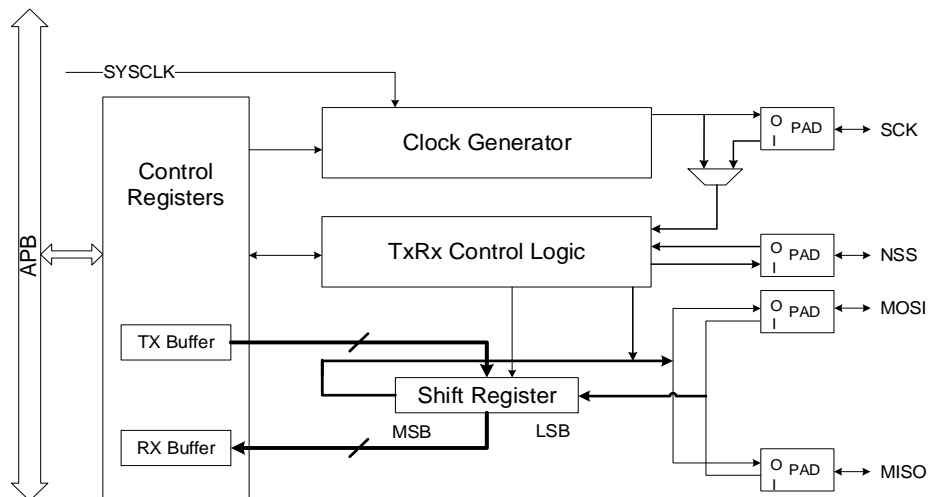 SYSCLK
APB
Control
Registers
Clock Generator
TxRx Control Logic
TX Buffer
RX Buffer
Shift Register
MSB
LSB
O
I
PAD
SCK
O
I
PAD
NSS
O
I
PAD
MOSI
O
I
PAD
MISO